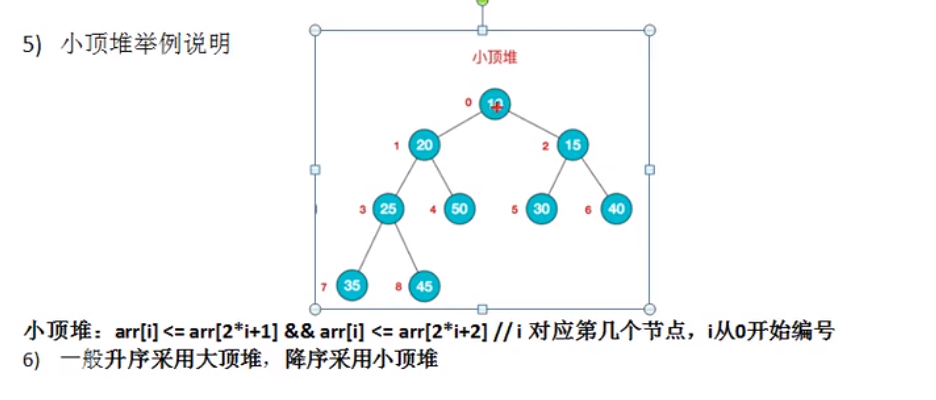 5) 小顶堆举例说明
小顶堆
0
1 20 2 15
3 25 4 50 5 30 6 40
7 35 8 45
小顶堆：arr[i] <= arr[2*i+1] && arr[i] <= arr[2*i+2] // i 对应第几个节点，i从0开始编号
6) 一般升序采用大顶堆，降序采用小顶堆